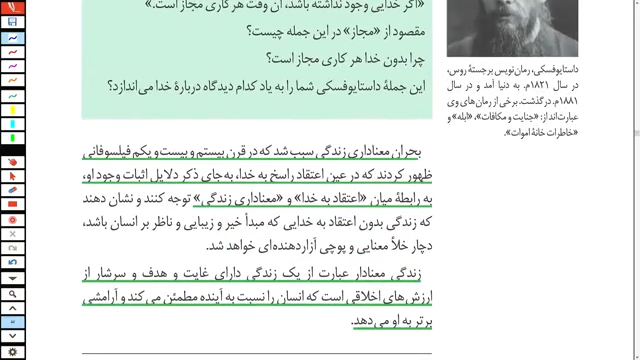 «اگر خدایی وجود نداشته باشد، آن وقت هر کاری مجاز است.»
مقصود از «مجاز» در این جمله چیست؟
چرا بدون خدا هر کاری مجاز است؟
این جملهٔ داستایوفسکی شما را به یاد کدام دیدگاه دربارهٔ خدا می‌اندازد؟
داستایوفسکی، رمان‌نویس برجستهٔ روس،
در سال ۱۸۲۱م. به دنیا آمد و در سال
۱۸۸۱م. درگذشت. برخی از رمان‌های وی
عبارت‌اند از: «جنایت و مکافات»، «ابله» و
«خاطرات خانهٔ اموات».
بحران معناداری زندگی سبب شد که در قرن بیستم و بیست و یکم فیلسوفانی
ظهور کردند که در عین اعتقاد راسخ به خدا، به‌جای ذکر دلایل اثبات وجود او،
به رابطهٔ میان «اعتقاد به خدا» و «معناداری زندگی» توجه کنند و نشان دهند
که زندگی بدون اعتقاد به خدایی که مبدأ خیر و زیبایی و ناظر بر انسان باشد،
دچار خلأ معنایی و پوچی آزاردهنده‌ای خواهد شد.
زندگی معنادار عبارت از یک زندگی دارای غایت و هدف و سرشار از
ارزش‌های اخلاقی است که انسان را نسبت به آینده مطمئن می‌کند و آرامشی
برتر به او می‌دهد.